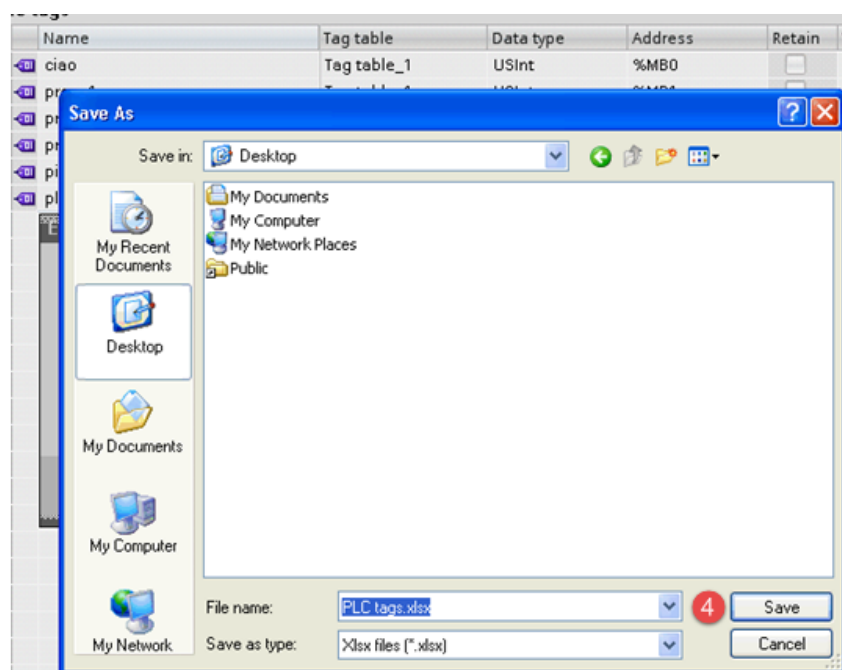 Name Tag table Data type Address Retain
ciao Tag table_1 USInt %MB0
Save As
Save in: Desktop
My Documents
My Computer
My Network Places
Public
My Recent
Documents
Desktop
My Documents
My Computer
My Network
File name: PLC tags.xlsx 4 Save
Save as type: Xlsx files (*.xlsx) Cancel